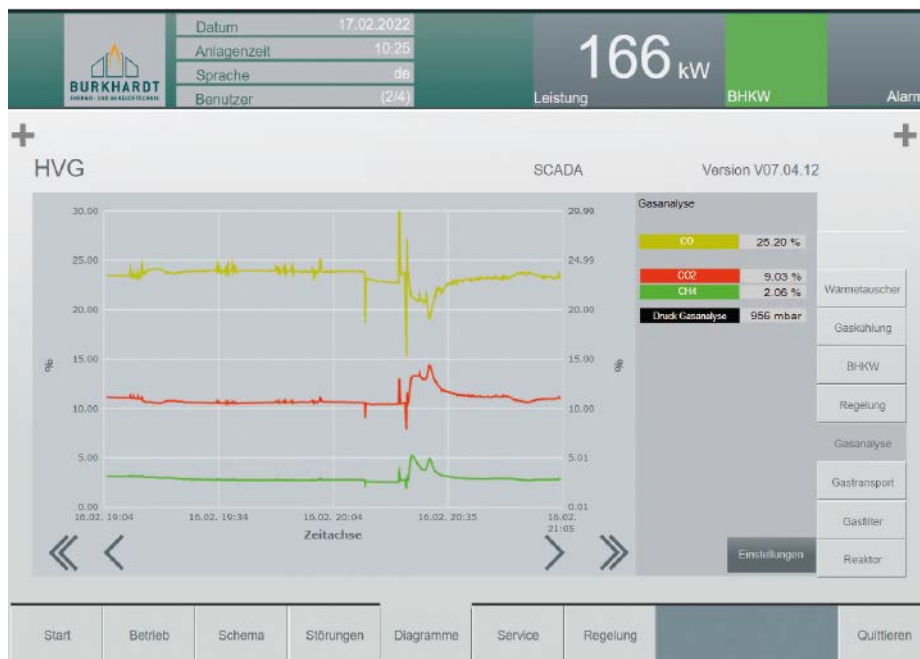 BURKHARDT
Datum 17.02.2022
Anlagenzeit 10:25
Sprache de
Benutzer (2/4)
166 kW
Leistung
BHKW
Alarm
HVG
SCADA
Version V07.04.12
30.00
25.00
20.00
15.00
10.00
5.00
0.00
%
29.99
24.99
20.00
15.00
10.00
5.01
0.01
%
16.02. 19:04
16.02. 19:34
16.02. 20:04
16.02. 20:35
16.02.
21:05
Zeitachse
Gasanalyse
CO 25.20 %
CO2 9.03 %
CH4 2.06 %
Druck Gasanalyse 956 mbar
Einstellungen
Wärmetauscher
Gaskühlung
BHKW
Regelung
Gasanalyse
Gastransport
Gasfilter
Reaktor
Start
Betrieb
Schema
Störungen
Diagramme
Service
Regelung
Quittieren